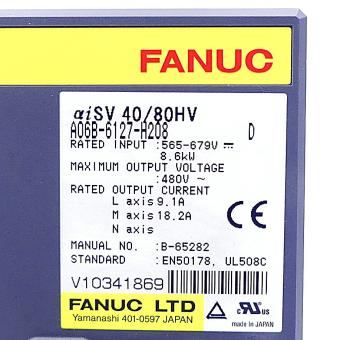 FANUC
αiSV 40/80HV
A06B-6127-H208 D
RATED INPUT :565-679V ⎓
8.6kW
MAXIMUM OUTPUT VOLTAGE
:480V ~
RATED OUTPUT CURRENT
L axis 9.1A
M axis 18.2A
N axis
CE
MANUAL NO. :B-65282
STANDARD :EN50178, UL508C
V10341869
FANUC LTD
Yamanashi 401-0597 JAPAN
c RU US
made in JAPAN